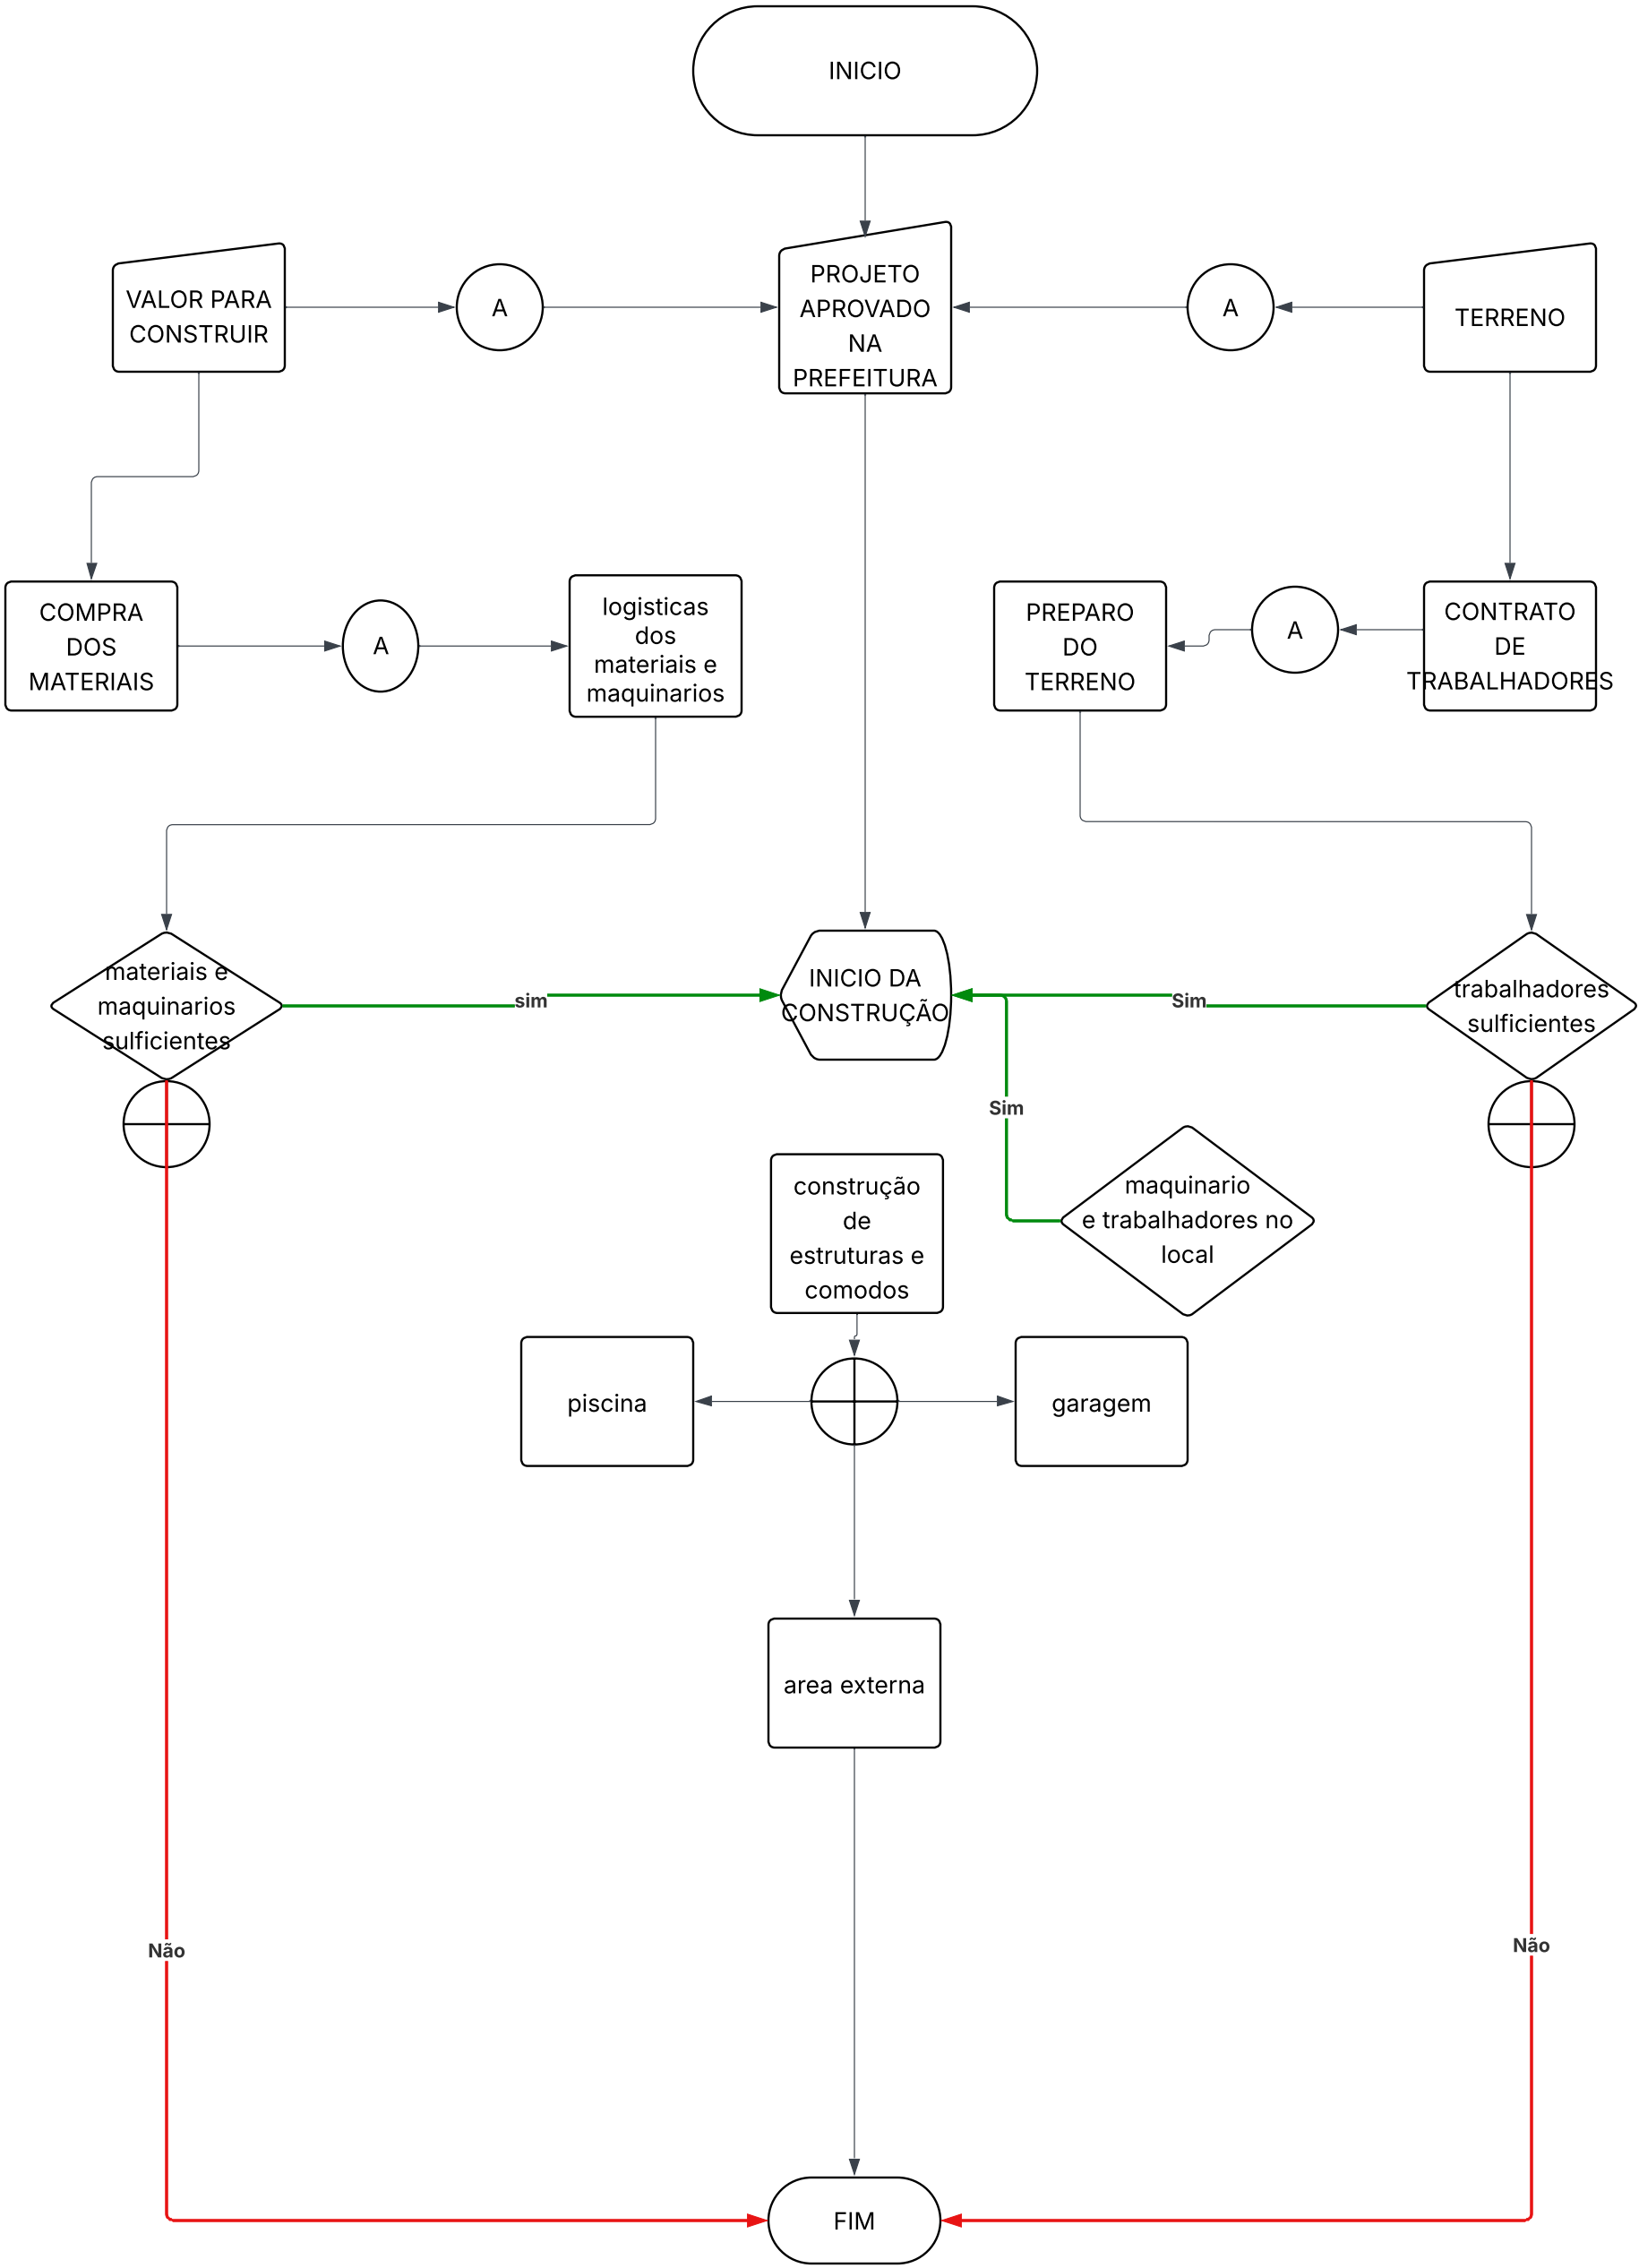 INICIO
VALOR PARA
CONSTRUIR
A
PROJETO
APROVADO
NA
PREFEITURA
A
TERRENO
COMPRA
DOS
MATERIAIS
A
logisticas
dos
materiais e
maquinarios
PREPARO
DO
TERRENO
A
CONTRATO
DE
TRABALHADORES
materiais e
maquinarios
sulficientes
sim
INICIO DA
CONSTRUÇÃO
Sim
trabalhadores
sulficientes
Sim
construção
de
estruturas e
comodos
maquinario
e trabalhadores no
local
piscina
garagem
area externa
Não
Não
FIM